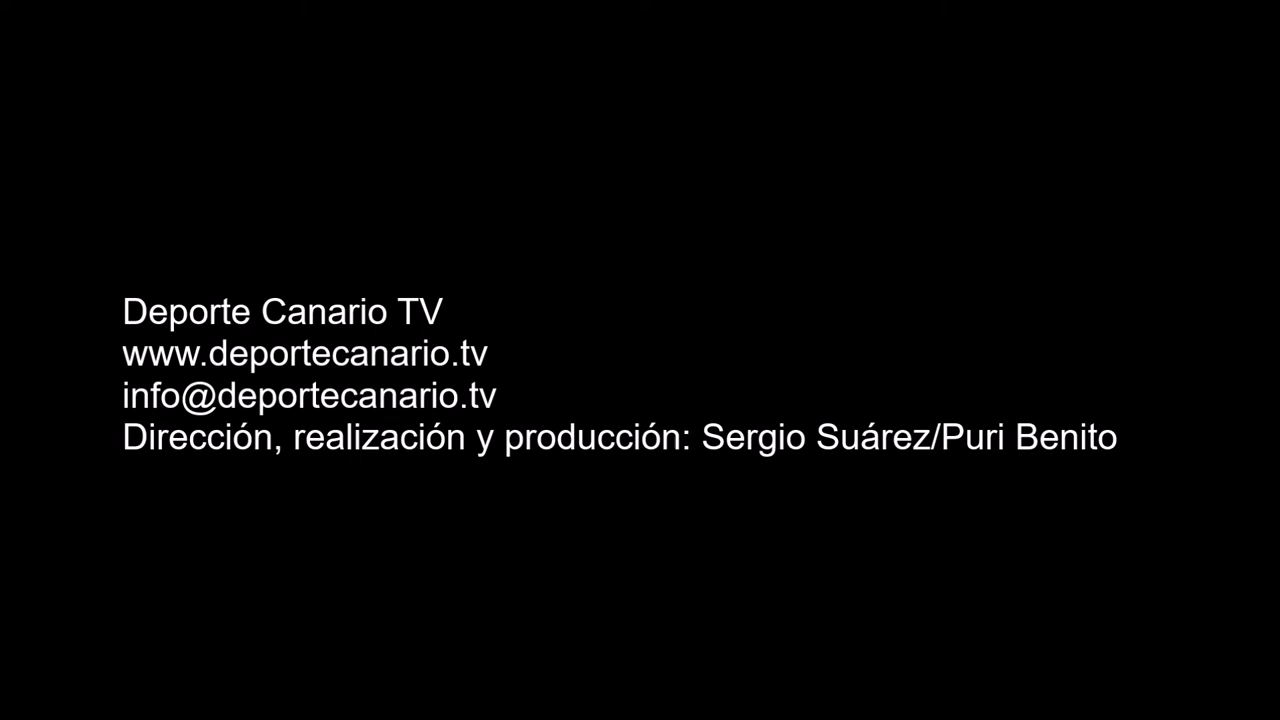 Deporte Canario TV
www.deportecanario.tv
info@deportecanario.tv
Dirección, realización y producción: Sergio Suárez/Puri Benito